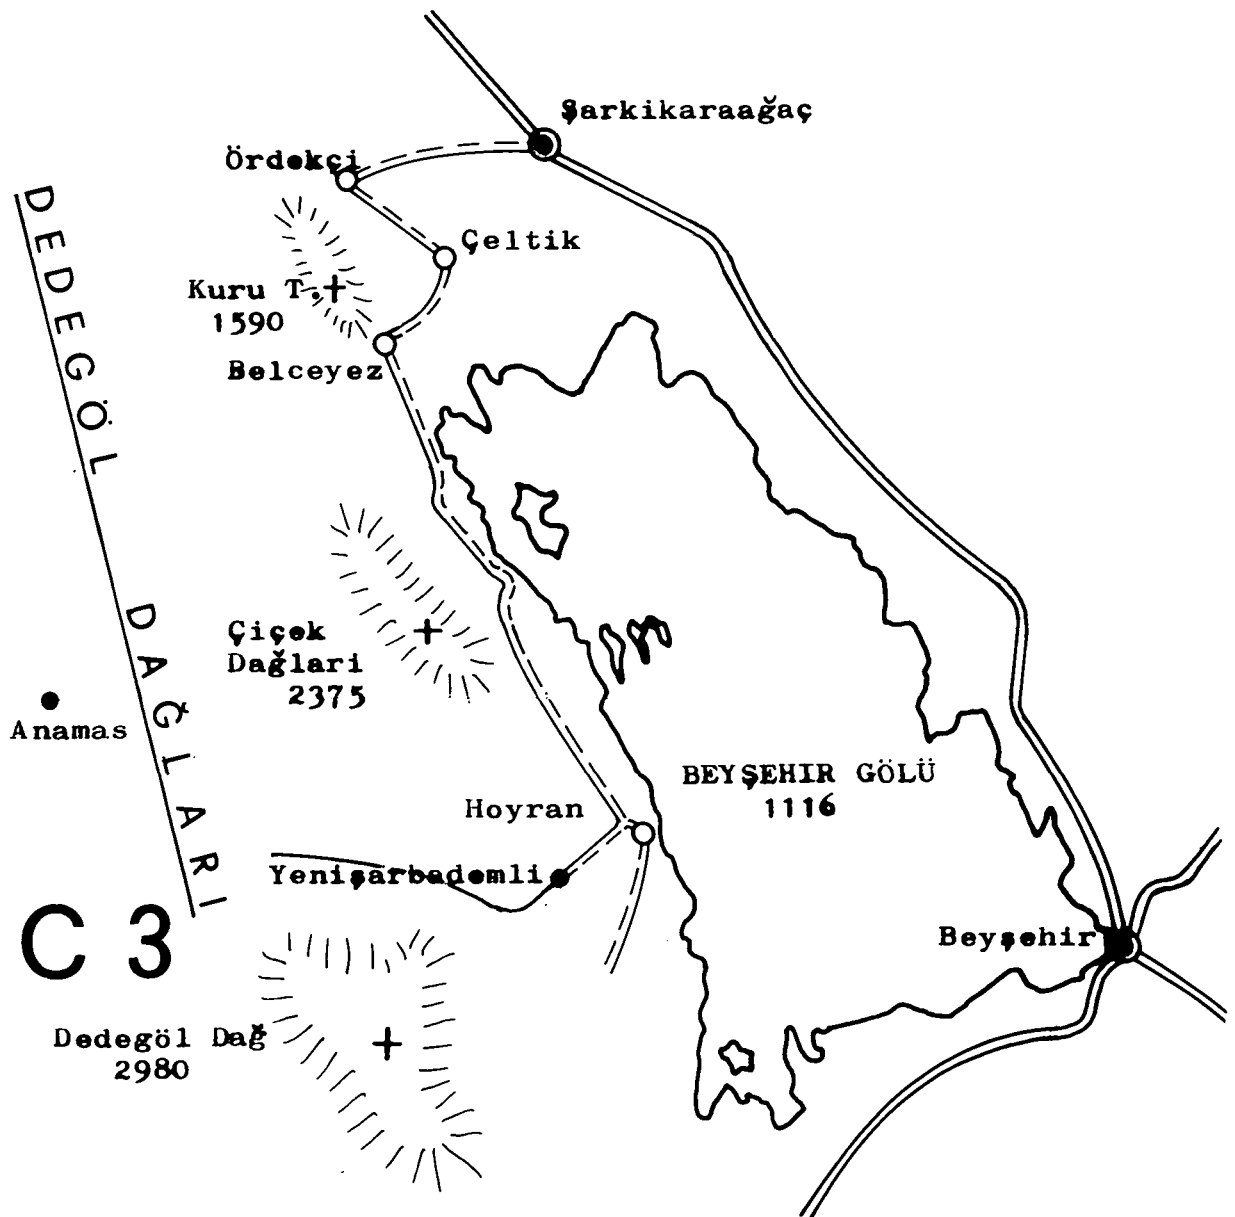 Şarkikaraağaç
Ördekçi
Çeltik
Kuru T.
1590
Belceyez
DEDEGÖL DAĞLARI
Çiçek
Dağlari
2375
Anamas
BEYŞEHIR GÖLÜ
1116
Hoyran
Yenişarbademli
C 3
Beyşehir
Dedegöl Dağ
2980